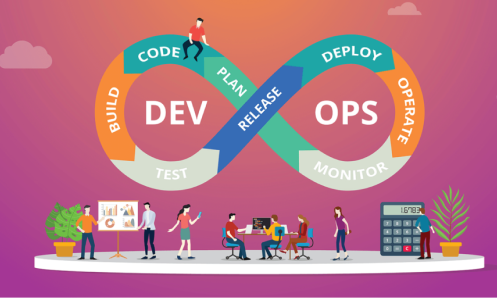 CODE
PLAN
DEPLOY
BUILD
DEV
RELEASE
OPS
OPERATE
TEST
MONITOR